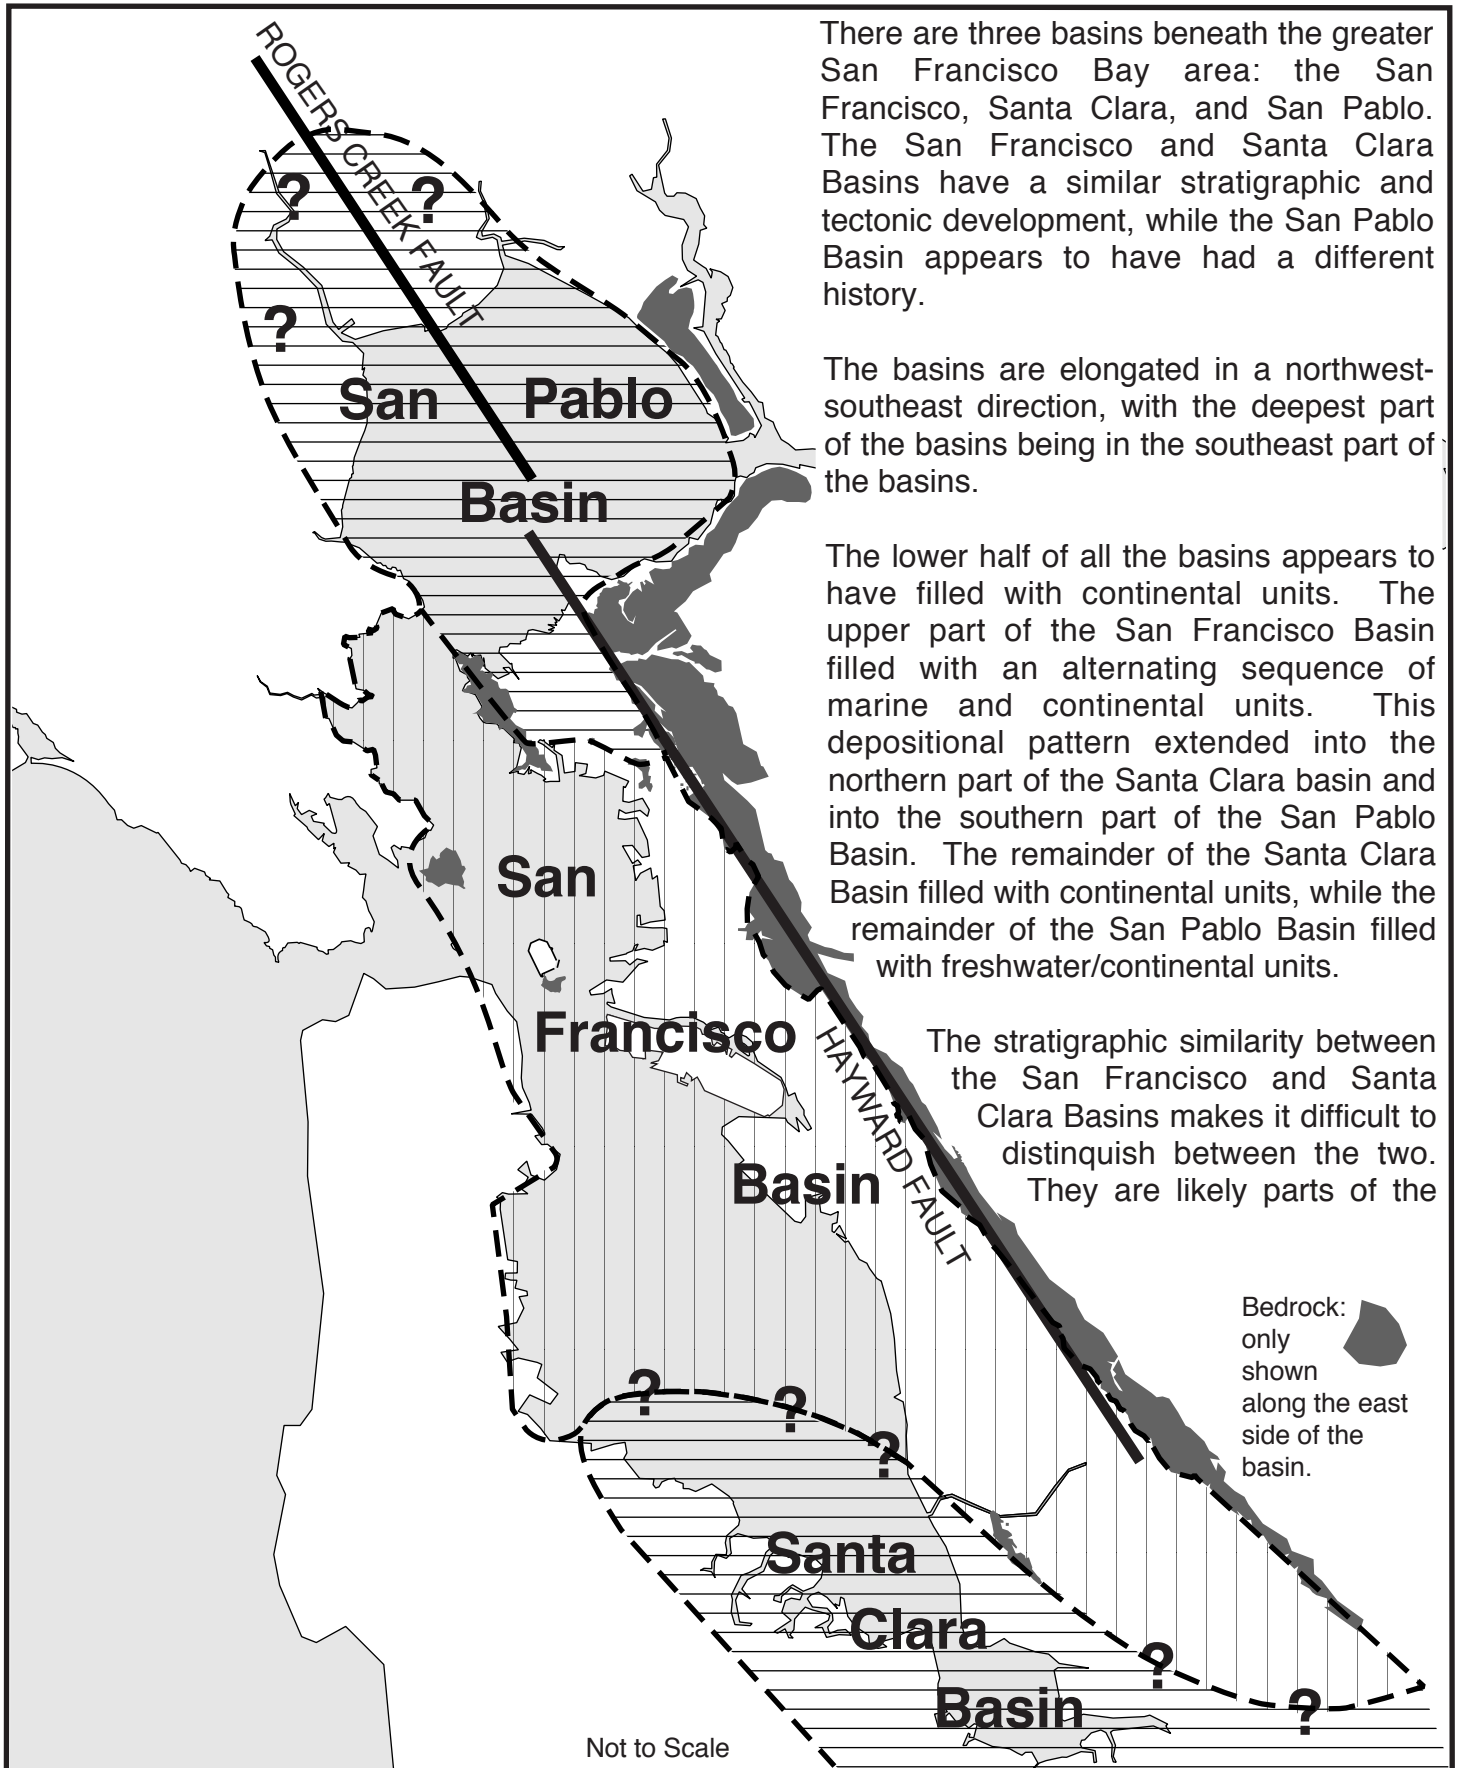 There are three basins beneath the greater
San Francisco Bay area: the San
Francisco, Santa Clara, and San Pablo.
The San Francisco and Santa Clara
Basins have a similar stratigraphic and
tectonic development, while the San Pablo
Basin appears to have had a different
history.
The basins are elongated in a northwest-
southeast direction, with the deepest part
of the basins being in the southeast part of
the basins.
The lower half of all the basins appears to
have filled with continental units. The
upper part of the San Francisco Basin
filled with an alternating sequence of
marine and continental units. This
depositional pattern extended into the
northern part of the Santa Clara basin and
into the southern part of the San Pablo
Basin. The remainder of the Santa Clara
Basin filled with continental units, while the
remainder of the San Pablo Basin filled
with freshwater/continental units.
The stratigraphic similarity between
the San Francisco and Santa
Clara Basins makes it difficult to
distinquish between the two.
They are likely parts of the
ROGERS CREEK FAULT
? ?
?
San Pablo
Basin
San
Francisco
Basin
HAYWARD FAULT
Bedrock:
only
shown
along the east
side of the
basin.
? ? ?
Santa
Clara
Basin
? ?
Not to Scale